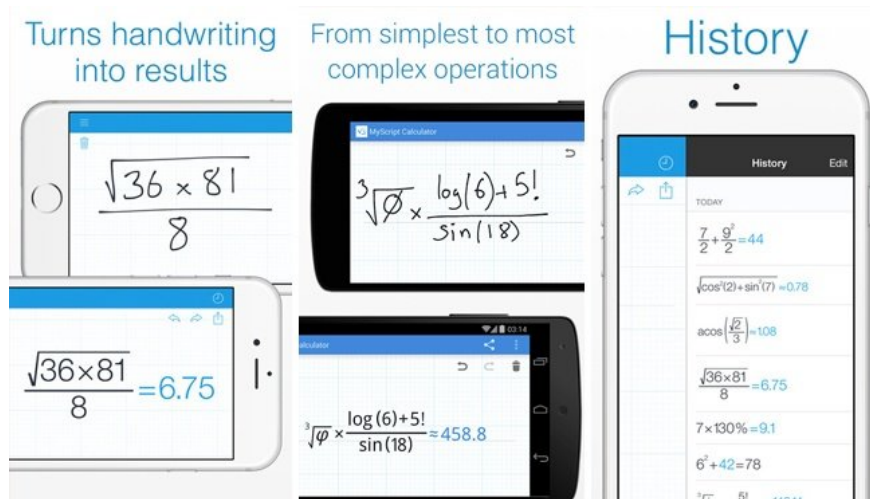 Turns handwriting
into results
√36 × 81
8
√36×81
8
=6.75
From simplest to most
complex operations
MyScript Calculator
³√φ × log(6)+5!
sin(18)
03:14
alculator
³√φ × log(6)+5!
sin(18)
≈458.8
History
History Edit
TODAY
7/2 + 9²/2 =44
√cos²(2)+sin²(7) ≈0.78
acos(√2/3)≈1.08
√36×81/8 =6.75
7×130%=9.1
6²+42=78